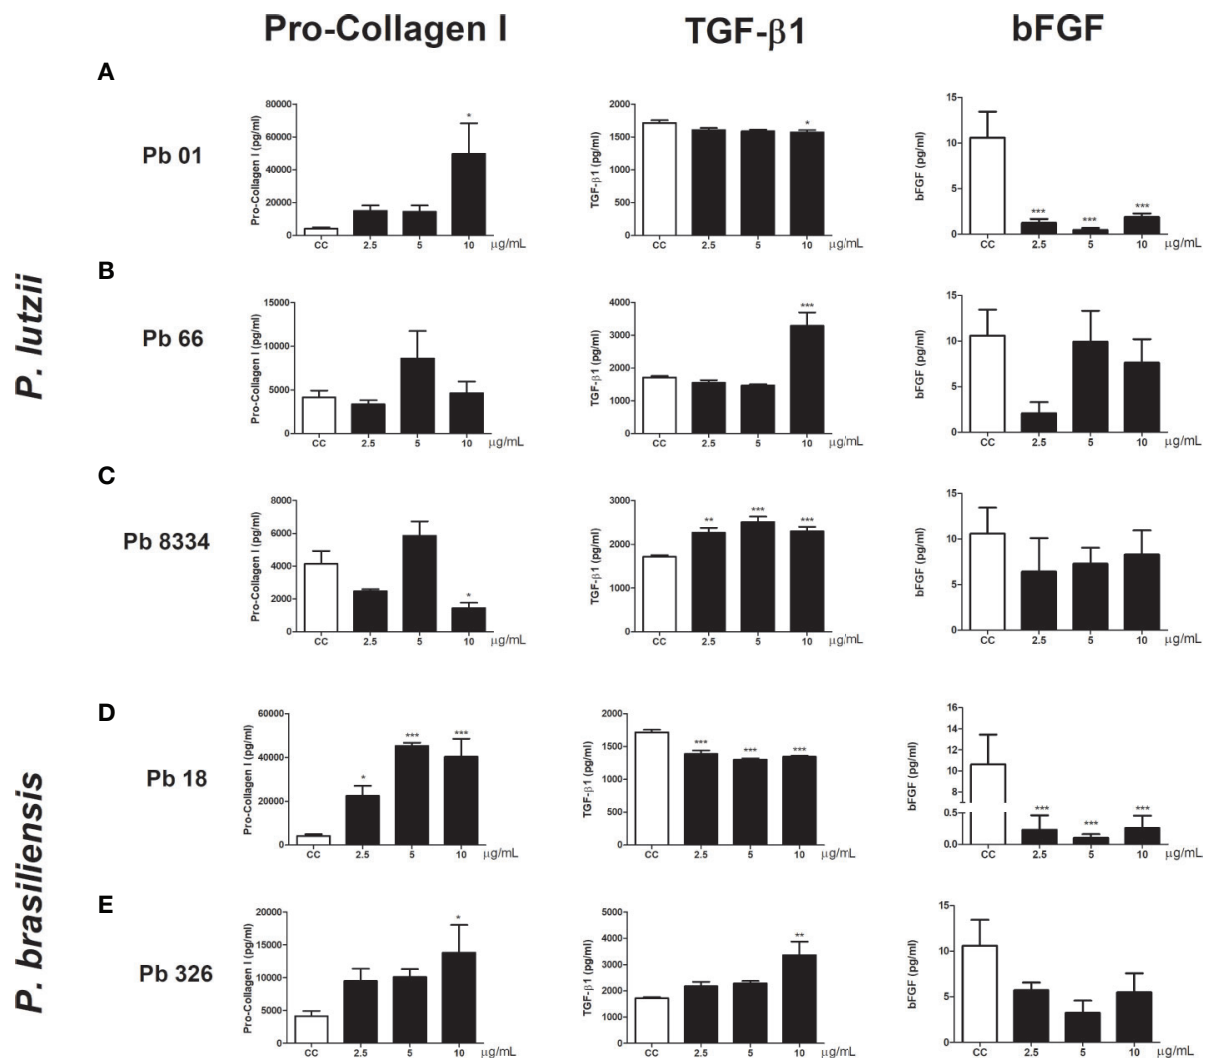 Pro-Collagen I TGF-β1 bFGF
A
P. lutzii
Pb 01
Pro-Collagen I (pg/ml)
80000
60000
40000
20000
0
*
CC 2.5 5 10 μg/mL
TGF-β1 (pg/ml)
2000
1500
1000
500
0
*
CC 2.5 5 10 μg/mL
bFGF (pg/ml)
15
10
5
0
*** *** ***
CC 2.5 5 10 μg/mL
B
Pb 66
Pro-Collagen I (pg/ml)
15000
10000
5000
0
CC 2.5 5 10 μg/mL
TGF-β1 (pg/ml)
4000
3000
2000
1000
0
***
CC 2.5 5 10 μg/mL
bFGF (pg/ml)
15
10
5
0
CC 2.5 5 10 μg/mL
C
Pb 8334
Pro-Collagen I (pg/ml)
8000
6000
4000
2000
0
*
CC 2.5 5 10 μg/mL
TGF-β1 (pg/ml)
3000
2000
1000
0
** *** ***
CC 2.5 5 10 μg/mL
bFGF (pg/ml)
15
10
5
0
CC 2.5 5 10 μg/mL
P. brasiliensis
D
Pb 18
Pro-Collagen I (pg/ml)
60000
40000
20000
0
* *** ***
CC 2.5 5 10 μg/mL
TGF-β1 (pg/ml)
2000
1500
1000
500
0
*** *** ***
CC 2.5 5 10 μg/mL
bFGF (pg/ml)
16
14
12
10
8
6
0.5
0.0
*** *** ***
CC 2.5 5 10 μg/mL
E
Pb 326
Pro-Collagen I (pg/ml)
20000
15000
10000
5000
0
*
CC 2.5 5 10 μg/mL
TGF-β1 (pg/ml)
5000
4000
3000
2000
1000
0
**
CC 2.5 5 10 μg/mL
bFGF (pg/ml)
15
10
5
0
CC 2.5 5 10 μg/mL